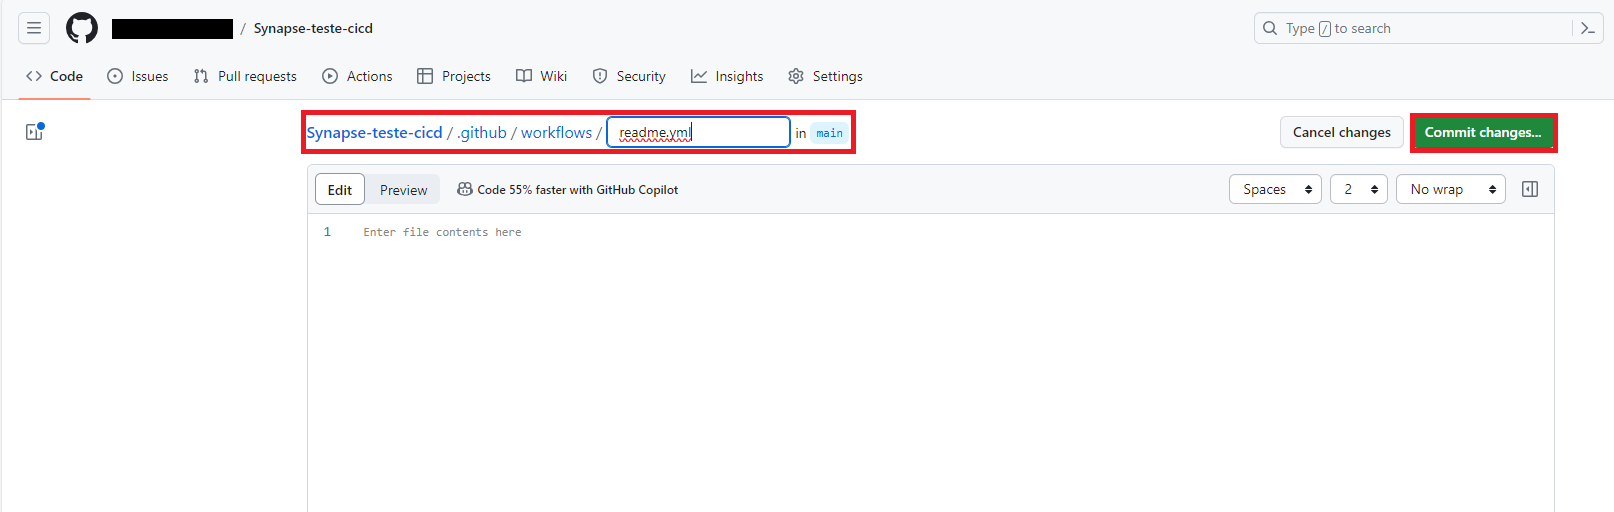 / Synapse-teste-cicd
Type / to search
Code Issues Pull requests Actions Projects Wiki Security Insights Settings
Synapse-teste-cicd / .github / workflows / readme.yml in main
Cancel changes Commit changes...
Edit Preview Code 55% faster with GitHub Copilot
Spaces 2 No wrap
1 Enter file contents here